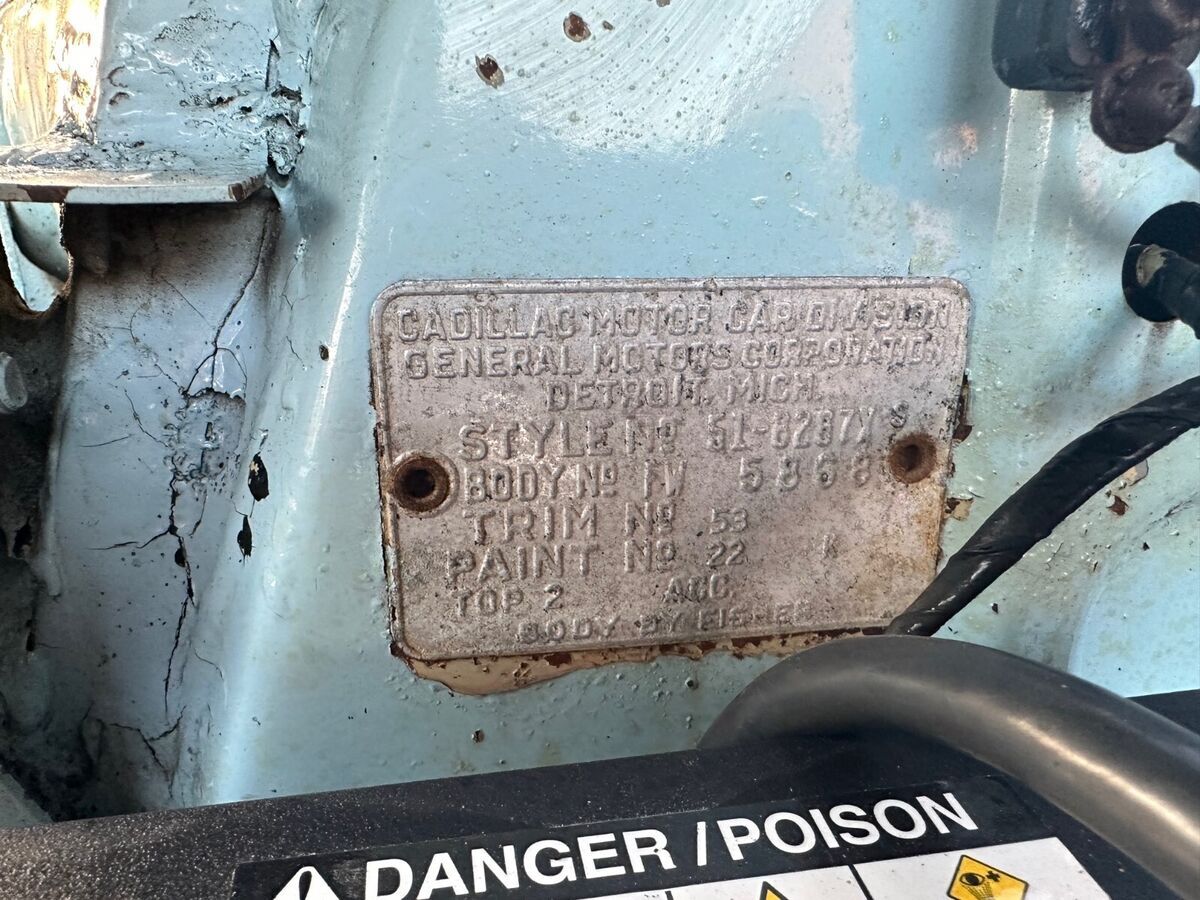 CADILLAC MOTOR CAR DIVISION
GENERAL MOTORS CORPORATION
DETROIT, MICH.
STYLE Nº 51-6267X S
BODY Nº FW 5868
TRIM Nº 53
PAINT Nº 22 K
TOP 2 ACC.
BODY BY FISHER
DANGER/POISON